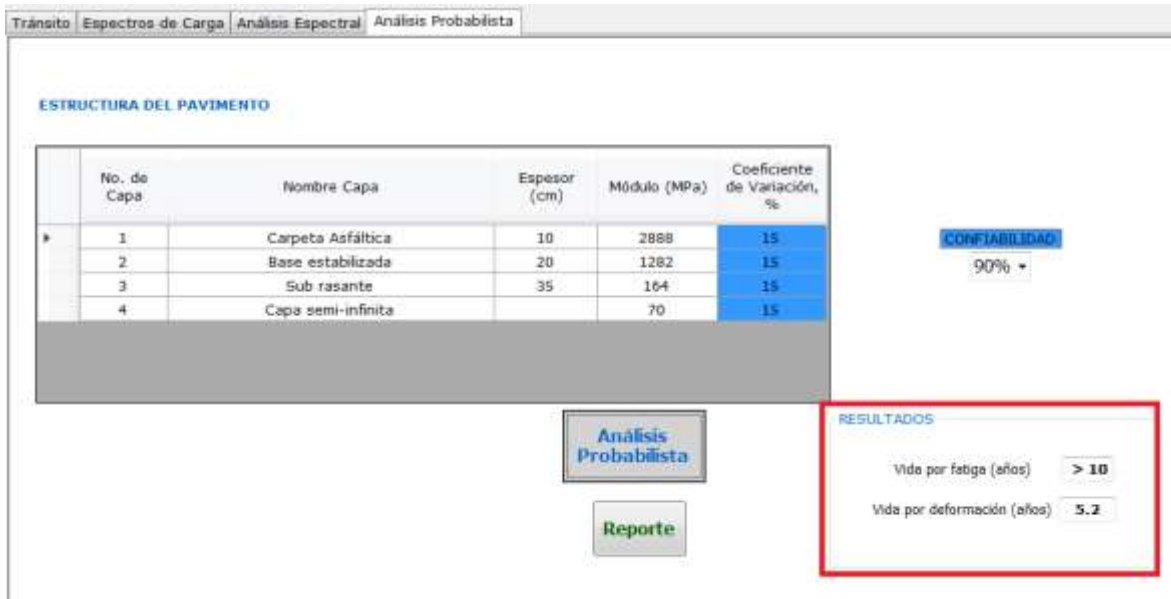 Tránsito Espectros de Carga Análisis Espectral Análisis Probabilista
ESTRUCTURA DEL PAVIMENTO
No. de Capa Nombre Capa Espesor (cm) Módulo (MPa) Coeficiente de Variación, %
1 Carpeta Asfáltica 10 2888 15
2 Base estabilizada 20 1282 15
3 Sub rasante 35 164 15
4 Capa semi-infinita 70 15
CONFIABILIDAD
90%
Análisis
Probabilista
Reporte
RESULTADOS
Vida por fatiga (años) > 10
Vida por deformación (años) 5.2